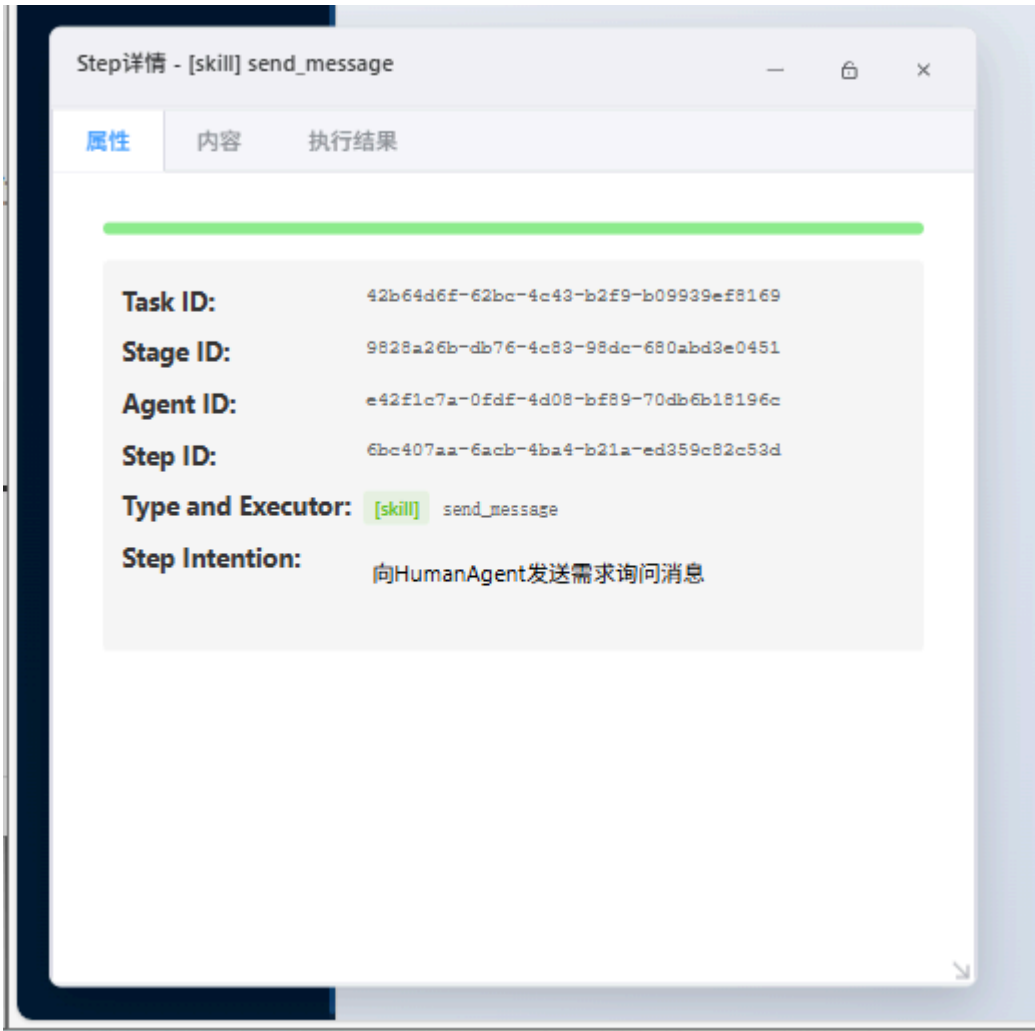 Step详情 - [skill] send_message
属性 内容 执行结果
Task ID: 42b64d6f-62bc-4c43-b2f9-b09939ef8169
Stage ID: 9828a26b-db76-4c83-98dc-680abd3e0451
Agent ID: e42f1c7a-0fdf-4d08-bf89-70db6b18196c
Step ID: 6bc407aa-6acb-4ba4-b21a-ed359c82c53d
Type and Executor: [skill] send_message
Step Intention: 向HumanAgent发送需求询问消息